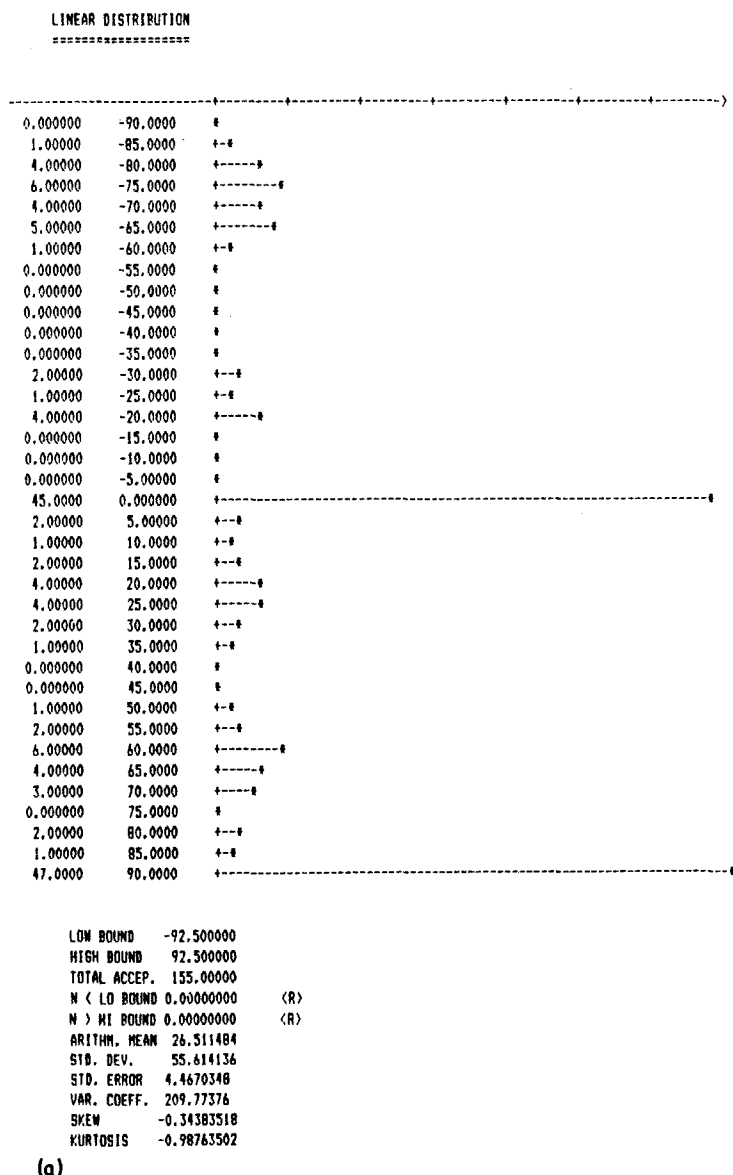 LINEAR DISTRIBUTION
===================
0.000000 -90.0000
1.00000 -85.0000
4.00000 -80.0000
6.00000 -75.0000
4.00000 -70.0000
5.00000 -65.0000
1.00000 -60.0000
0.000000 -55.0000
0.000000 -50.0000
0.000000 -45.0000
0.000000 -40.0000
0.000000 -35.0000
2.00000 -30.0000
1.00000 -25.0000
4.00000 -20.0000
0.000000 -15.0000
0.000000 -10.0000
0.000000 -5.00000
45.0000 0.000000
2.00000 5.00000
1.00000 10.0000
2.00000 15.0000
4.00000 20.0000
4.00000 25.0000
2.00000 30.0000
1.00000 35.0000
0.000000 40.0000
0.000000 45.0000
1.00000 50.0000
2.00000 55.0000
6.00000 60.0000
4.00000 65.0000
3.00000 70.0000
0.000000 75.0000
2.00000 80.0000
1.00000 85.0000
47.0000 90.0000
LOW BOUND -92.500000
HIGH BOUND 92.500000
TOTAL ACCEP. 155.00000
N < LO BOUND 0.00000000 <R>
N > HI BOUND 0.00000000 <R>
ARITHM. MEAN 26.511484
STD. DEV. 55.614136
STD. ERROR 4.4670348
VAR. COEFF. 209.77376
SKEW -0.34383518
KURTOSIS -0.98763502
(a)